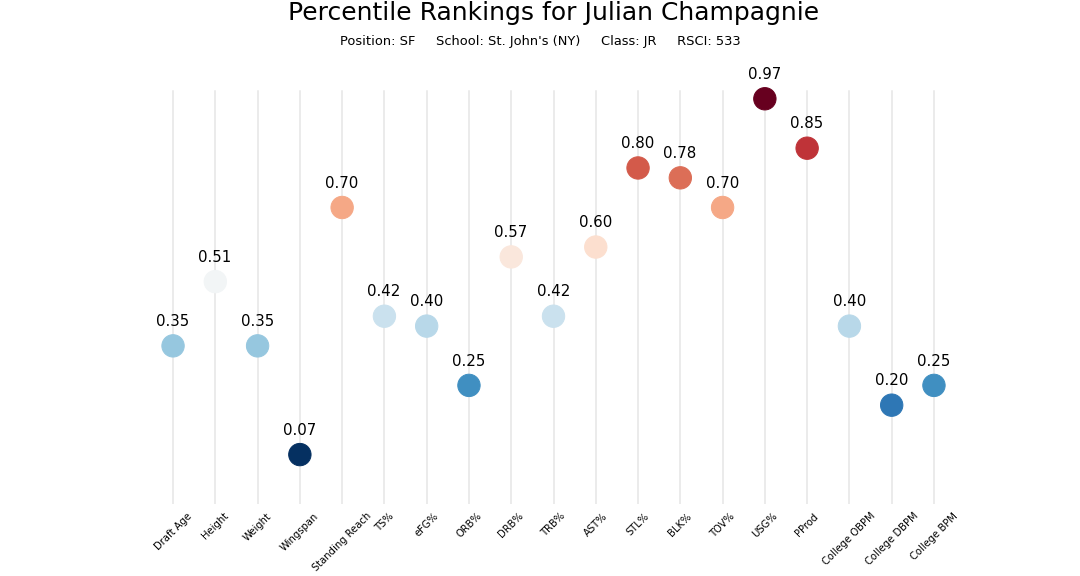 Percentile Rankings for Julian Champagnie
Position: SF School: St. John's (NY) Class: JR RSCI: 533
0.97
0.85
0.80
0.78
0.70
0.70
0.60
0.57
0.51
0.42
0.40
0.42
0.40
0.35
0.35
0.25
0.25
0.20
0.07
Draft Age
Height
Weight
Wingspan
Standing Reach
TS%
eFG%
ORB%
DRB%
TRB%
AST%
STL%
BLK%
TOV%
USG%
PProd
College OBPM
College DBPM
College BPM